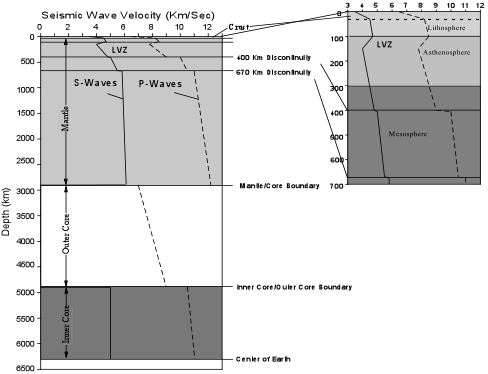 Seismic Wave Velocity (Km/Sec)
0 2 4 6 8 10 12
Crust
0
LVZ
400 Km Discontinuity
500
S-Waves P-Waves
670 Km Discontinuity
1000
1500
Mantle
2000
2500
Mantle/Core Boundary
3000
3500
Outer Core
4000
4500
Inner Core/Outer Core Boundary
5000
5500
Inner Core
6000
Center of Earth
6500
Depth (km)
3 4 5 6 7 8 9 10 11 12
0
Lithosphere
100
LVZ
Asthenosphere
200
300
400
500
Mesosphere
600
700